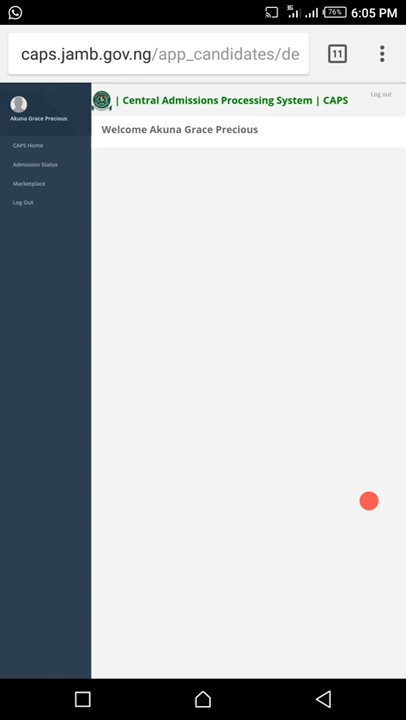 3G
76%
6:05 PM
caps.jamb.gov.ng/app_candidates/de
11
| Central Admissions Processing System | CAPS
Log out
Akuna Grace Precious
Welcome Akuna Grace Precious
CAPS Home
Admission Status
Marketplace
Log Out